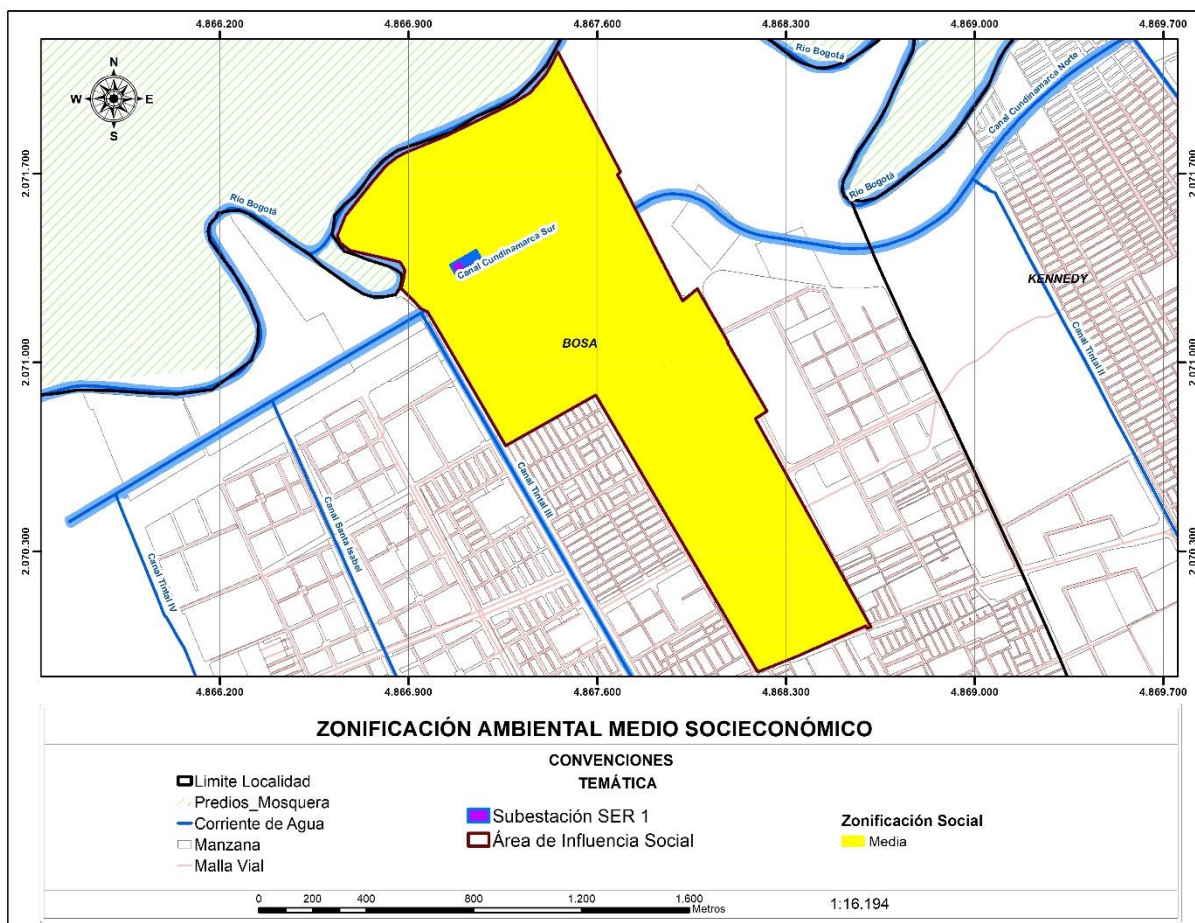 4.866.200 4.866.900 4.867.600 4.868.300 4.869.000 4.869.700
N
W E
S
Río Bogotá
Canal Cundinamarca Norte
2.071.700 2.071.700
Río Bogotá
Río Bogotá
Canal Cundinamarca Sur
KENNEDY
BOSA
2.071.000 2.071.000
Canal Tintal II
Canal Tintal III
Canal Santa Isabel
Canal Tintal IV
2.070.300 2.070.300
4.866.200 4.866.900 4.867.600 4.868.300 4.869.000 4.869.700
ZONIFICACIÓN AMBIENTAL MEDIO SOCIECONÓMICO
CONVENCIONES
TEMÁTICA
Limite Localidad
Predios_Mosquera
Corriente de Agua
Manzana
Malla Vial
Subestación SER 1
Área de Influencia Social
Zonificación Social
Media
0 200 400 800 1.200 1.600
Metros
1:16.194